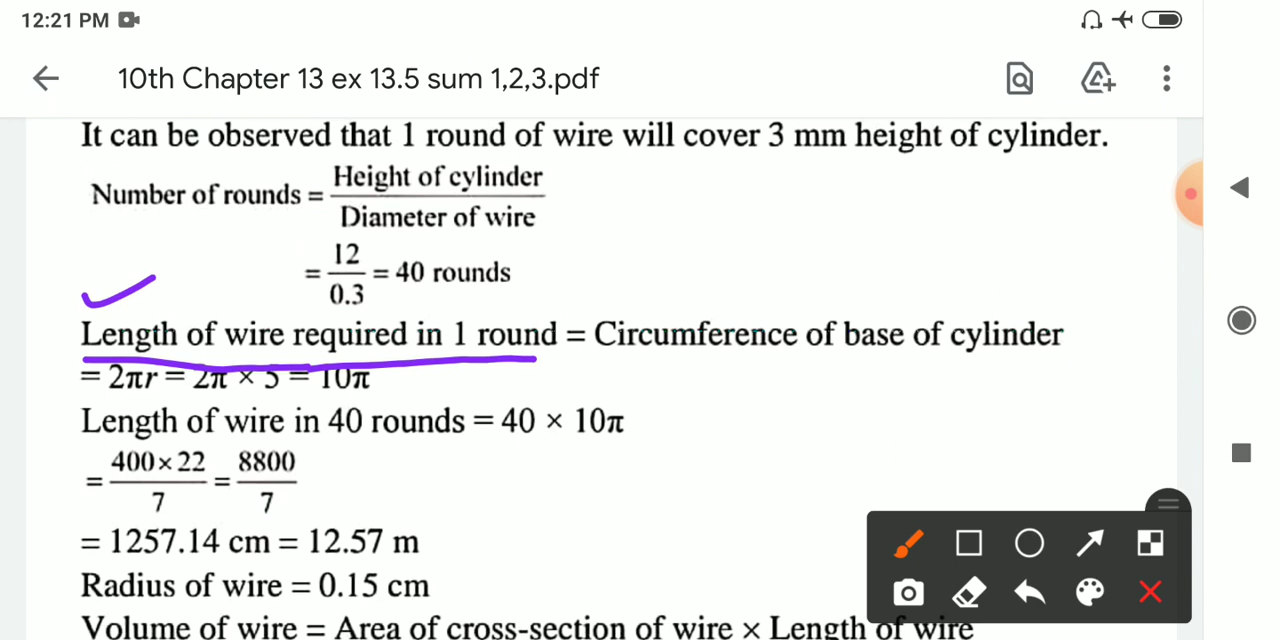 12:21 PM
10th Chapter 13 ex 13.5 sum 1,2,3.pdf
It can be observed that 1 round of wire will cover 3 mm height of cylinder.
Number of rounds = Height of cylinder / Diameter of wire
= 12 / 0.3 = 40 rounds
Length of wire required in 1 round = Circumference of base of cylinder
= 2πr = 2π × 5 = 10π
Length of wire in 40 rounds = 40 × 10π
= 400 × 22 / 7 = 8800 / 7
= 1257.14 cm = 12.57 m
Radius of wire = 0.15 cm
Volume of wire = Area of cross-section of wire × Length of wire